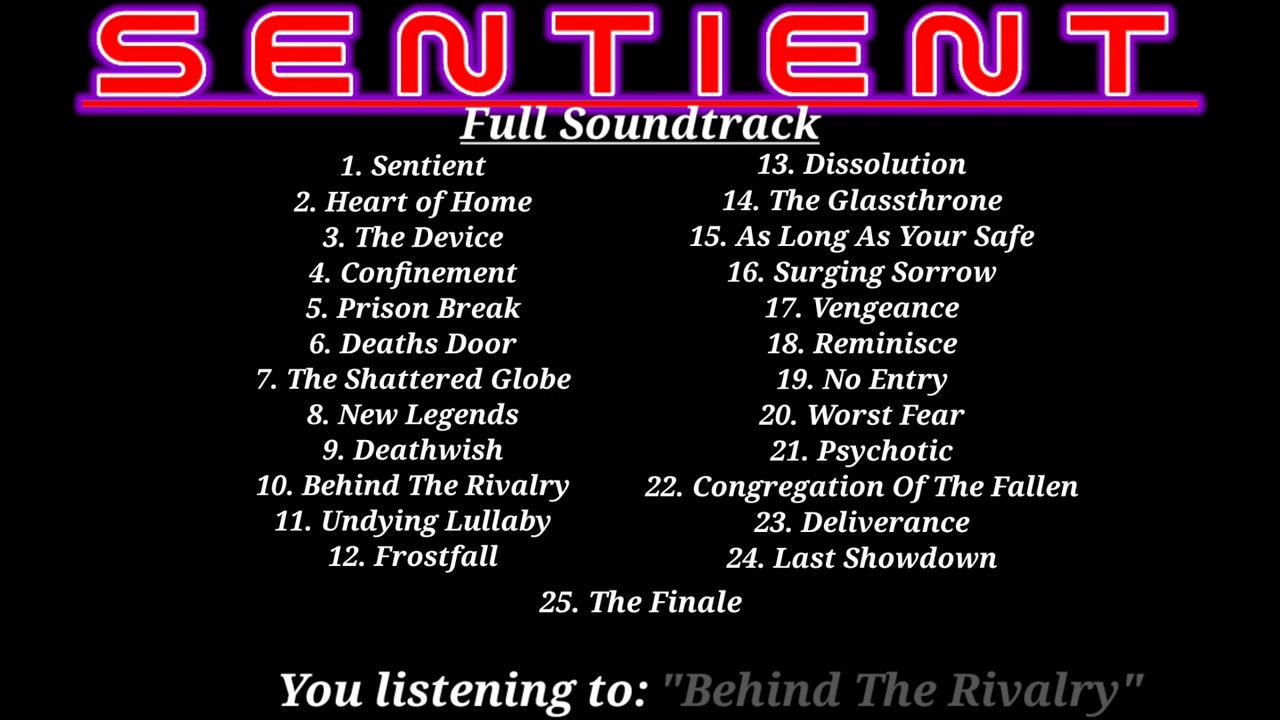 SENTIENT
Full Soundtrack
1. Sentient
2. Heart of Home
3. The Device
4. Confinement
5. Prison Break
6. Deaths Door
7. The Shattered Globe
8. New Legends
9. Deathwish
10. Behind The Rivalry
11. Undying Lullaby
12. Frostfall
13. Dissolution
14. The Glassthrone
15. As Long As Your Safe
16. Surging Sorrow
17. Vengeance
18. Reminisce
19. No Entry
20. Worst Fear
21. Psychotic
22. Congregation Of The Fallen
23. Deliverance
24. Last Showdown
25. The Finale
You listening to: "Behind The Rivalry"